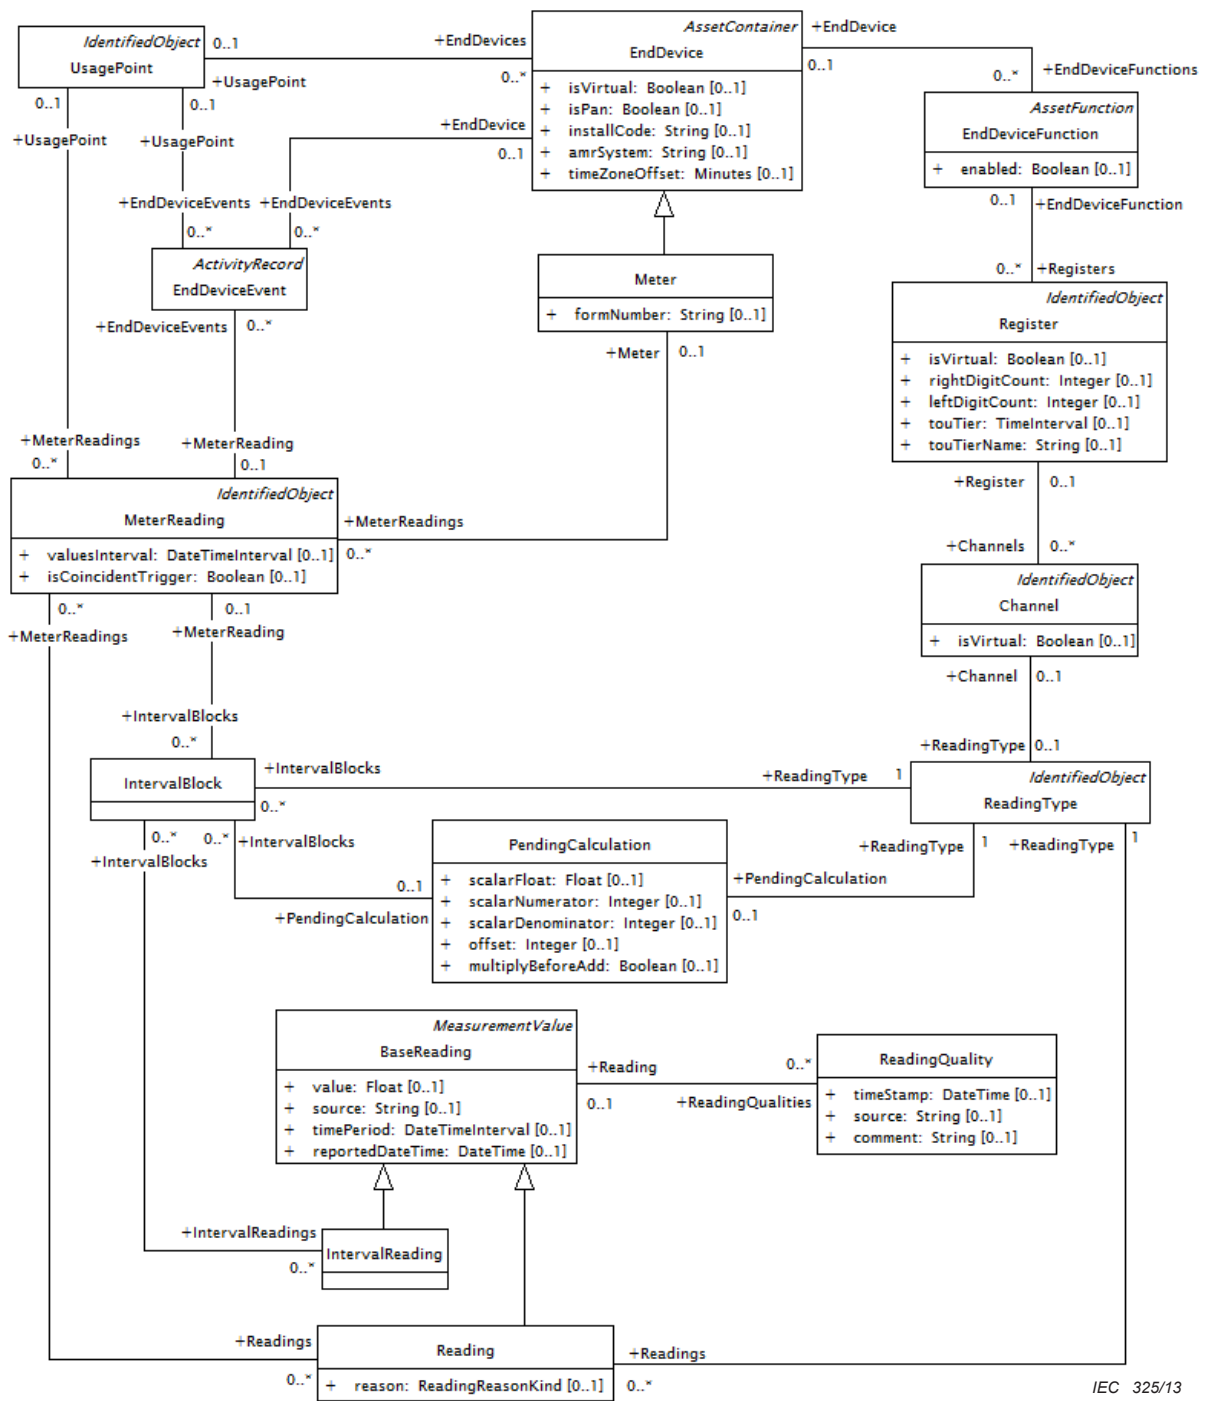 IdentifiedObject
UsagePoint
0..1
+EndDevices
0..*
+UsagePoint
AssetContainer
EndDevice
+ isVirtual: Boolean [0..1]
+ isPan: Boolean [0..1]
+ installCode: String [0..1]
+ amrSystem: String [0..1]
+ timeZoneOffset: Minutes [0..1]
+EndDevice
0..1
0..*
+EndDeviceFunctions
AssetFunction
EndDeviceFunction
+ enabled: Boolean [0..1]
0..1
+UsagePoint
0..1
+UsagePoint
+EndDevice
0..1
+EndDeviceEvents
0..*
+EndDeviceEvents
0..*
0..1
+EndDeviceFunction
ActivityRecord
EndDeviceEvent
+EndDeviceEvents
0..*
Meter
+ formNumber: String [0..1]
+Meter
0..1
0..*
+Registers
IdentifiedObject
Register
+ isVirtual: Boolean [0..1]
+ rightDigitCount: Integer [0..1]
+ leftDigitCount: Integer [0..1]
+ touTier: TimeInterval [0..1]
+ touTierName: String [0..1]
+MeterReadings
0..*
+MeterReading
0..1
+Register
0..1
IdentifiedObject
MeterReading
+ valuesInterval: DateTimeInterval [0..1]
+ isCoincidentTrigger: Boolean [0..1]
+MeterReadings
0..*
+Channels
0..*
IdentifiedObject
Channel
+ isVirtual: Boolean [0..1]
0..*
+MeterReadings
0..1
+MeterReading
+Channel
0..1
+IntervalBlocks
0..*
+ReadingType
0..1
IntervalBlock
+IntervalBlocks
0..*
+ReadingType
1
IdentifiedObject
ReadingType
0..*
+IntervalBlocks
0..*
+IntervalBlocks
0..1
+PendingCalculation
PendingCalculation
+ scalarFloat: Float [0..1]
+ scalarNumerator: Integer [0..1]
+ scalarDenominator: Integer [0..1]
+ offset: Integer [0..1]
+ multiplyBeforeAdd: Boolean [0..1]
+ReadingType
1
+PendingCalculation
0..1
+ReadingType
1
MeasurementValue
BaseReading
+ value: Float [0..1]
+ source: String [0..1]
+ timePeriod: DateTimeInterval [0..1]
+ reportedDateTime: DateTime [0..1]
+Reading
0..1
0..*
+ReadingQualities
ReadingQuality
+ timeStamp: DateTime [0..1]
+ source: String [0..1]
+ comment: String [0..1]
+IntervalReadings
0..*
IntervalReading
+Readings
0..*
Reading
+ reason: ReadingReasonKind [0..1]
+Readings
0..*
IEC 325/13